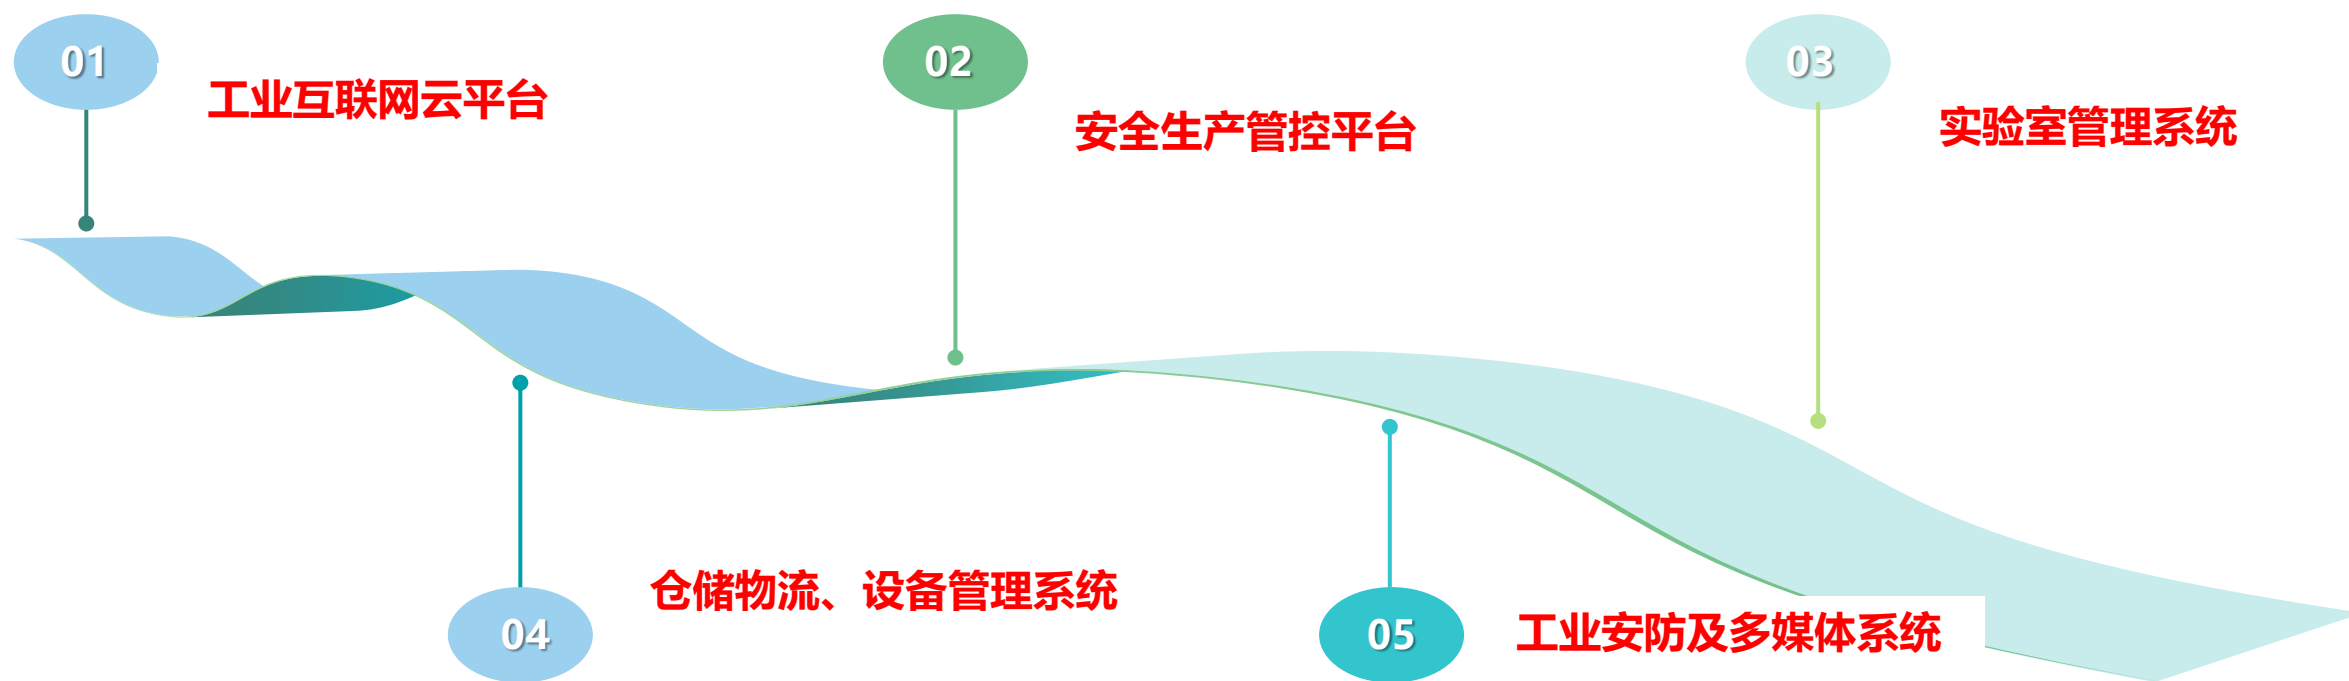 01
工业互联网云平台
02
安全生产管控平台
03
实验室管理系统
04
仓储物流、设备管理系统
05
工业安防及多媒体系统